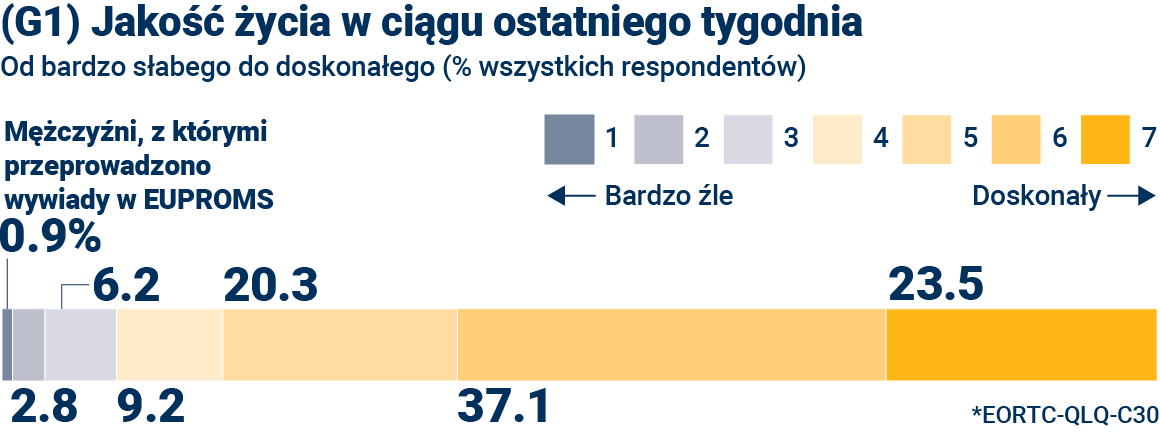 (G1) Jakość życia w ciągu ostatniego tygodnia
Od bardzo słabego do doskonałego (% wszystkich respondentów)
Mężczyźni, z którymi
przeprowadzono
wywiady w EUPROMS
1 2 3 4 5 6 7
Bardzo źle Doskonały
0.9%
6.2 20.3 23.5
2.8 9.2 37.1
*EORTC-QLQ-C30